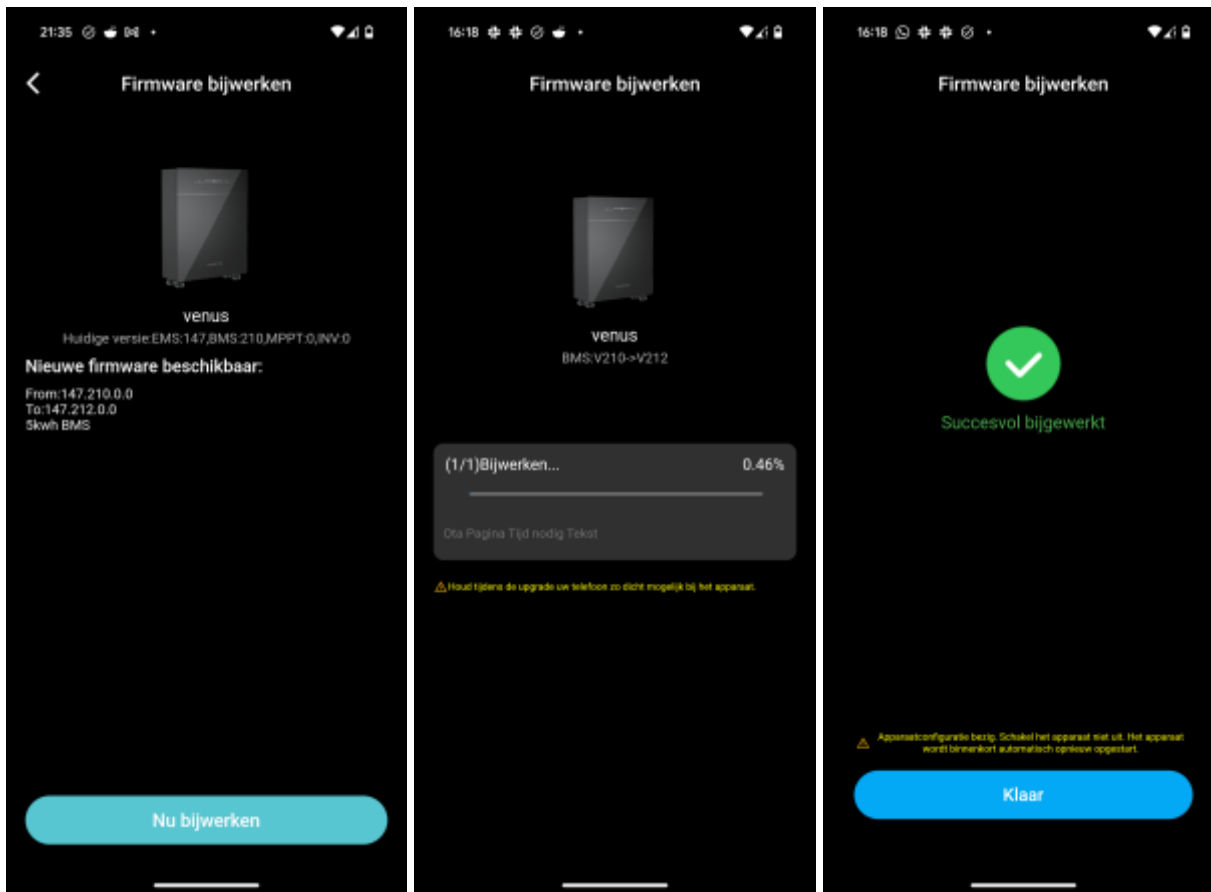 21:35
Firmware bijwerken
venus
Huidige versie:EMS:147,BMS:210,MPPT:0,INV:0
Nieuwe firmware beschikbaar:
From:147.210.0.0
To:147.212.0.0
5kwh BMS
Nu bijwerken
16:18
Firmware bijwerken
venus
BMS:V210->V212
(1/1)Bijwerken... 0.46%
Ota Pagina Tijd nodig Tekst
Houd tijdens de upgrade uw telefoon zo dicht mogelijk bij het apparaat.
16:18
Firmware bijwerken
Succesvol bijgewerkt
Apparaatconfiguratie bezig. Schakel het apparaat niet uit. Het apparaat
wordt binnenkort automatisch opnieuw opgestart.
Klaar